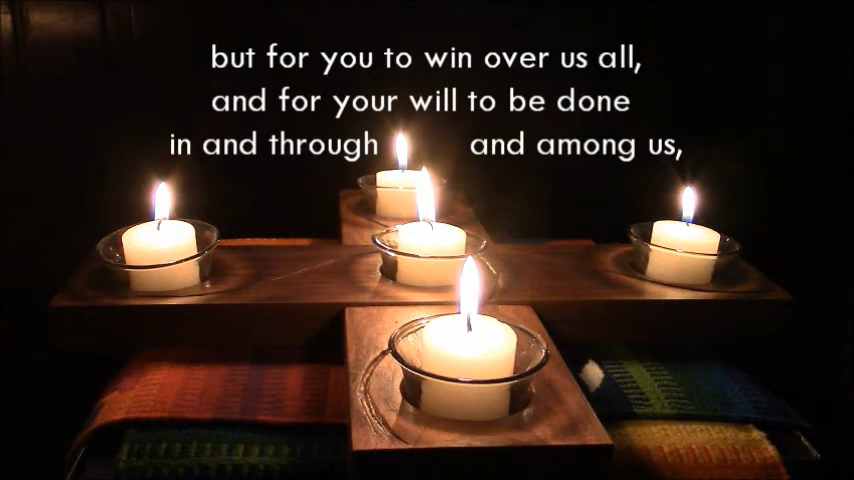 but for you to win over us all,
and for your will to be done
in and through and among us,